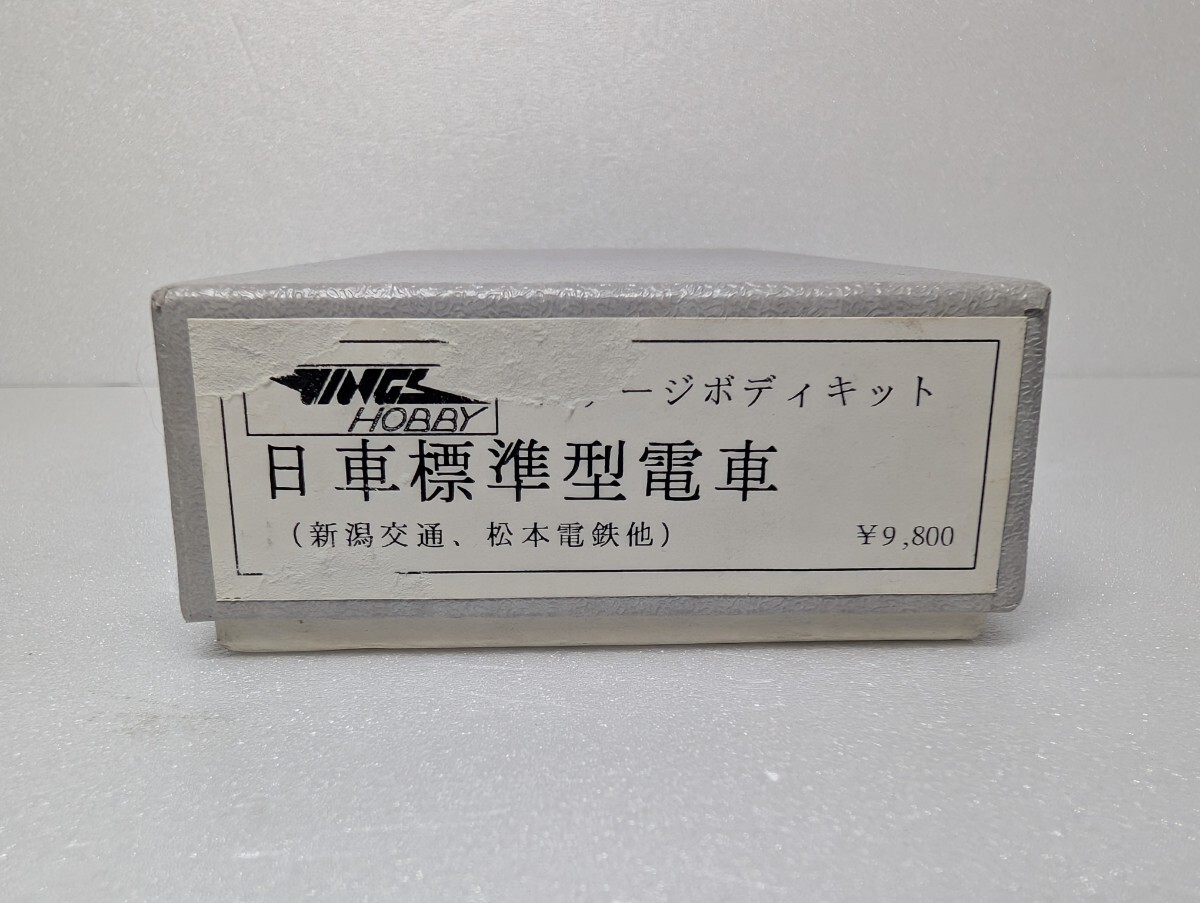 WINGS
HOBBY
ージボディキット
日車標準型電車
（新潟交通、松本電鉄他）
¥9,800